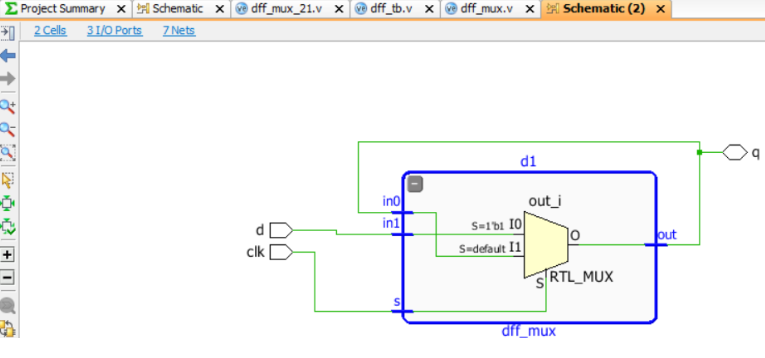 Project Summary × Schematic × dff_mux_21.v × dff_tb.v × dff_mux.v × Schematic (2) ×
2 Cells 3 I/O Ports 7 Nets
q
d1
out_i
in0
in1
d
clk
S=1'b1 I0
S=default I1
O
out
S
RTL_MUX
s
dff_mux